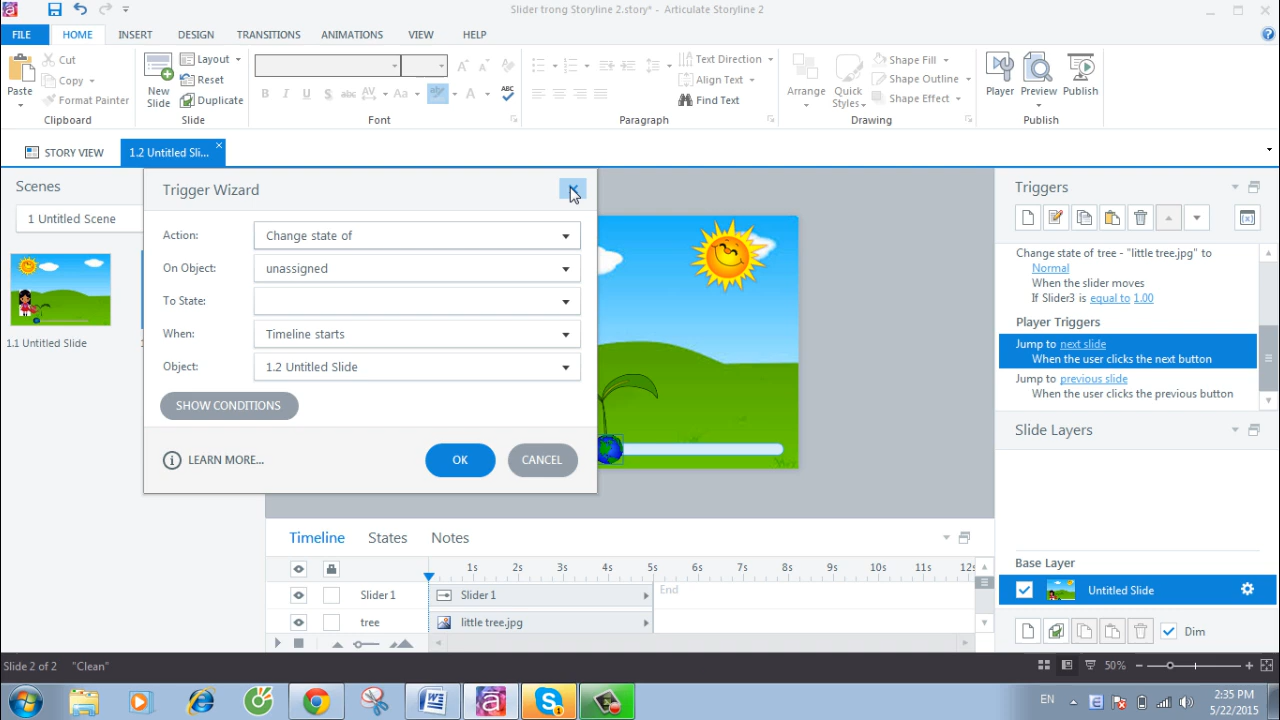 Slider trong Storyline 2.story* - Articulate Storyline 2
FILE HOME INSERT DESIGN TRANSITIONS ANIMATIONS VIEW HELP
Paste
Cut
Copy
Format Painter
Clipboard
New Slide
Layout
Reset
Duplicate
Slide
B I U S abc AV Aa A
ABC
Font
Text Direction
Align Text
Find Text
Paragraph
Arrange
Quick Styles
Shape Fill
Shape Outline
Shape Effect
Drawing
Player
Preview
Publish
Publish
STORY VIEW
1.2 Untitled Sli...
Scenes
1 Untitled Scene
1.1 Untitled Slide
Trigger Wizard
Action: Change state of
On Object: unassigned
To State:
When: Timeline starts
Object: 1.2 Untitled Slide
SHOW CONDITIONS
LEARN MORE...
OK
CANCEL
Triggers
Change state of tree - "little tree.jpg" to
Normal
When the slider moves
If Slider3 is equal to 1.00
Player Triggers
Jump to next slide
When the user clicks the next button
Jump to previous slide
When the user clicks the previous button
Slide Layers
Base Layer
Untitled Slide
Dim
Timeline States Notes
1s 2s 3s 4s 5s 6s 7s 8s 9s 10s 11s 12s
Slider 1 Slider 1 End
tree little tree.jpg
Slide 2 of 2 "Clean"
50%
EN
2:35 PM
5/22/2015